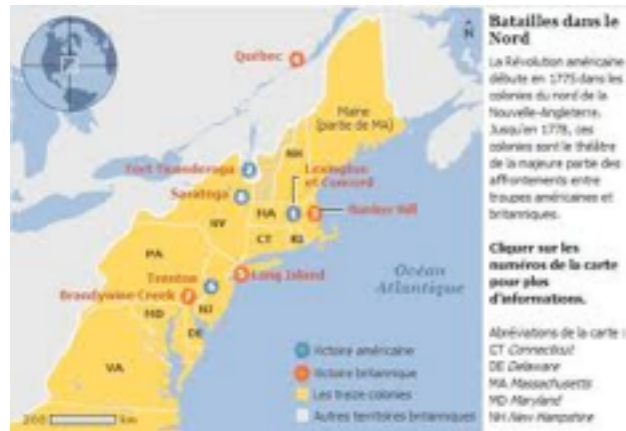 Batailles dans le
Nord
La Révolution américaine
débute en 1775 dans les
colonies du nord de la
Nouvelle-Angleterre.
Jusqu'en 1778, ces
colonies sont le théâtre
de la majeure partie des
affrontements entre
troupes américaines et
britanniques.
Cliquer sur les
numéros de la carte
pour plus
d'informations.
Abréviations de la carte :
CT Connecticut
DE Delaware
MA Massachusetts
MD Maryland
NH New Hampshire
N
Québec
Maine
(partie de MA)
NH
Fort Ticonderoga
Lexington
et Concord
Saratoga
Bunker Hill
NY
MA
CT
RI
PA
Trenton
Long Island
Océan
Atlantique
Brandywine Creek
NJ
MD
DE
VA
Victoire américaine
Victoire britannique
Les treize colonies
Autres territoires britanniques
200
km